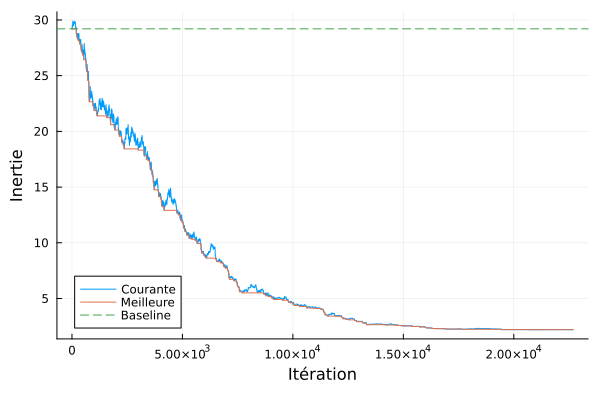 30
25
20
15
10
5
Inertie
Courante
Meilleure
Baseline
0
5.00×10³
1.00×10⁴
1.50×10⁴
2.00×10⁴
Itération